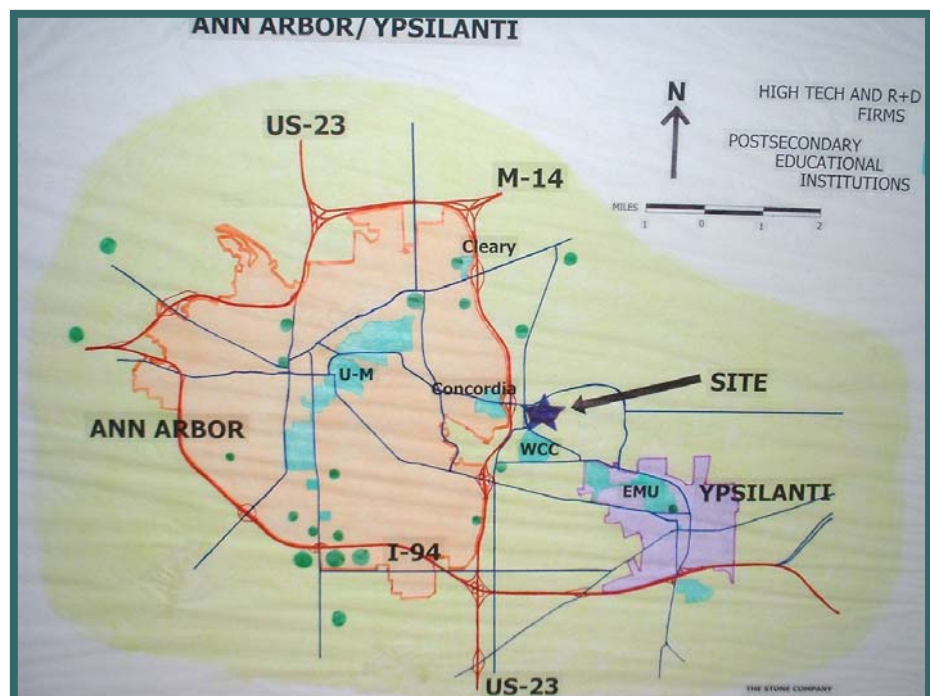 ANN ARBOR/YPSILANTI
N
HIGH TECH AND R+D
FIRMS
US-23
POSTSECONDARY
EDUCATIONAL
INSTITUTIONS
M-14
MILES
1 0 1 2
Cleary
U-M
Concordia
SITE
ANN ARBOR
WCC
EMU
YPSILANTI
I-94
US-23
THE STONE COMPANY